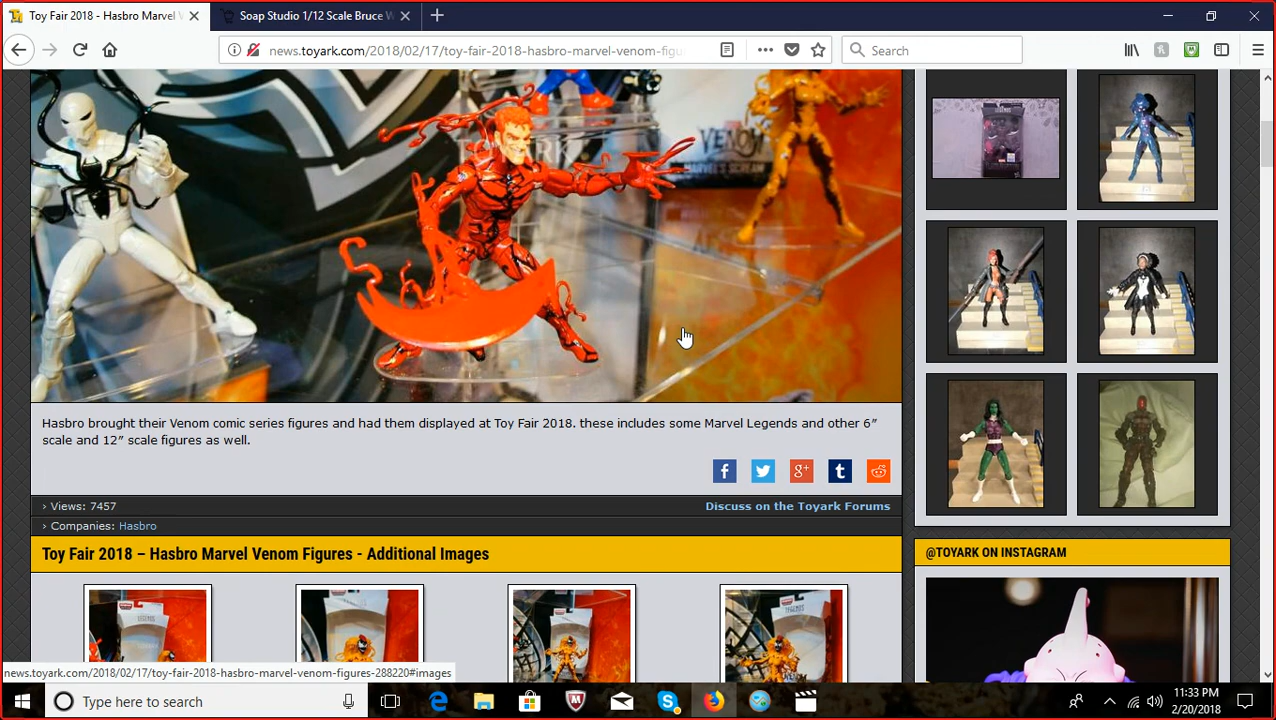 Toy Fair 2018 - Hasbro Marvel
Soap Studio 1/12 Scale Bruce W
news.toyark.com/2018/02/17/toy-fair-2018-hasbro-marvel-venom-fig
Search
VENOM
MARVEL'S SCREAM
TOYARK
Hasbro brought their Venom comic series figures and had them displayed at Toy Fair 2018. these includes some Marvel Legends and other 6”
scale and 12” scale figures as well.
f
g+
t
› Views: 7457
Discuss on the Toyark Forums
› Companies: Hasbro
Toy Fair 2018 – Hasbro Marvel Venom Figures - Additional Images
@TOYARK ON INSTAGRAM
news.toyark.com/2018/02/17/toy-fair-2018-hasbro-marvel-venom-figures-288220#images
Type here to search
11:33 PM
2/20/2018